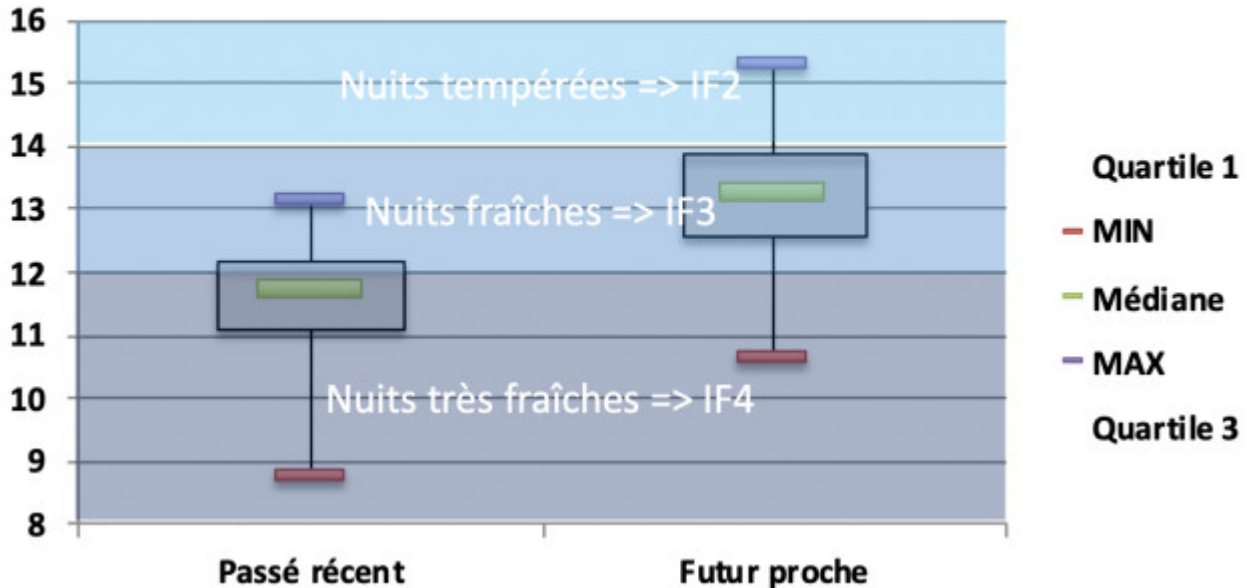 16
15
14
13
12
11
10
9
8
Nuits tempérées => IF2
Nuits fraîches => IF3
Nuits très fraîches => IF4
Passé récent
Futur proche
Quartile 1
MIN
Médiane
MAX
Quartile 3